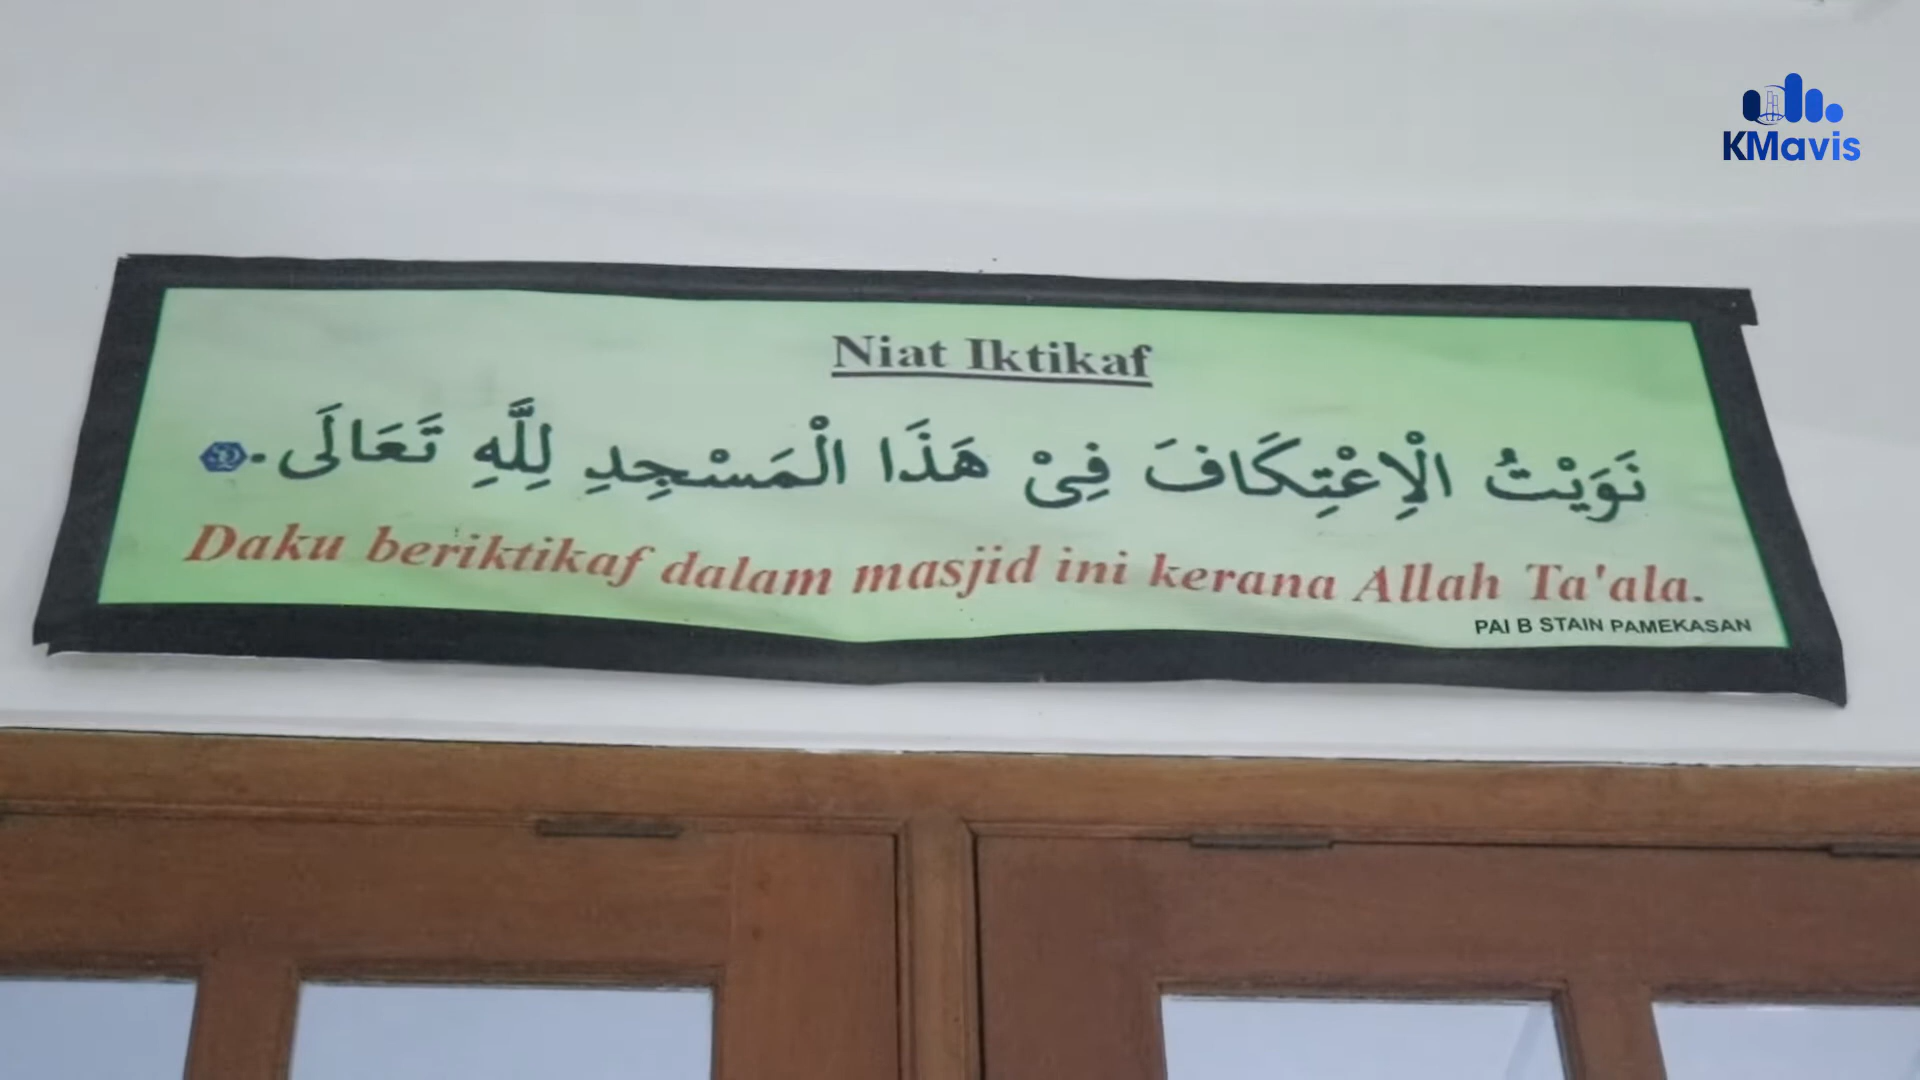 KMavis
Niat Iktikaf
نَوَيْتُ الْاِعْتِكَافَ فِيْ هَذَا الْمَسْجِدِ لِلَّهِ تَعَالَى.
Daku beriktikaf dalam masjid ini kerana Allah Ta'ala.
PAI B STAIN PAMEKASAN